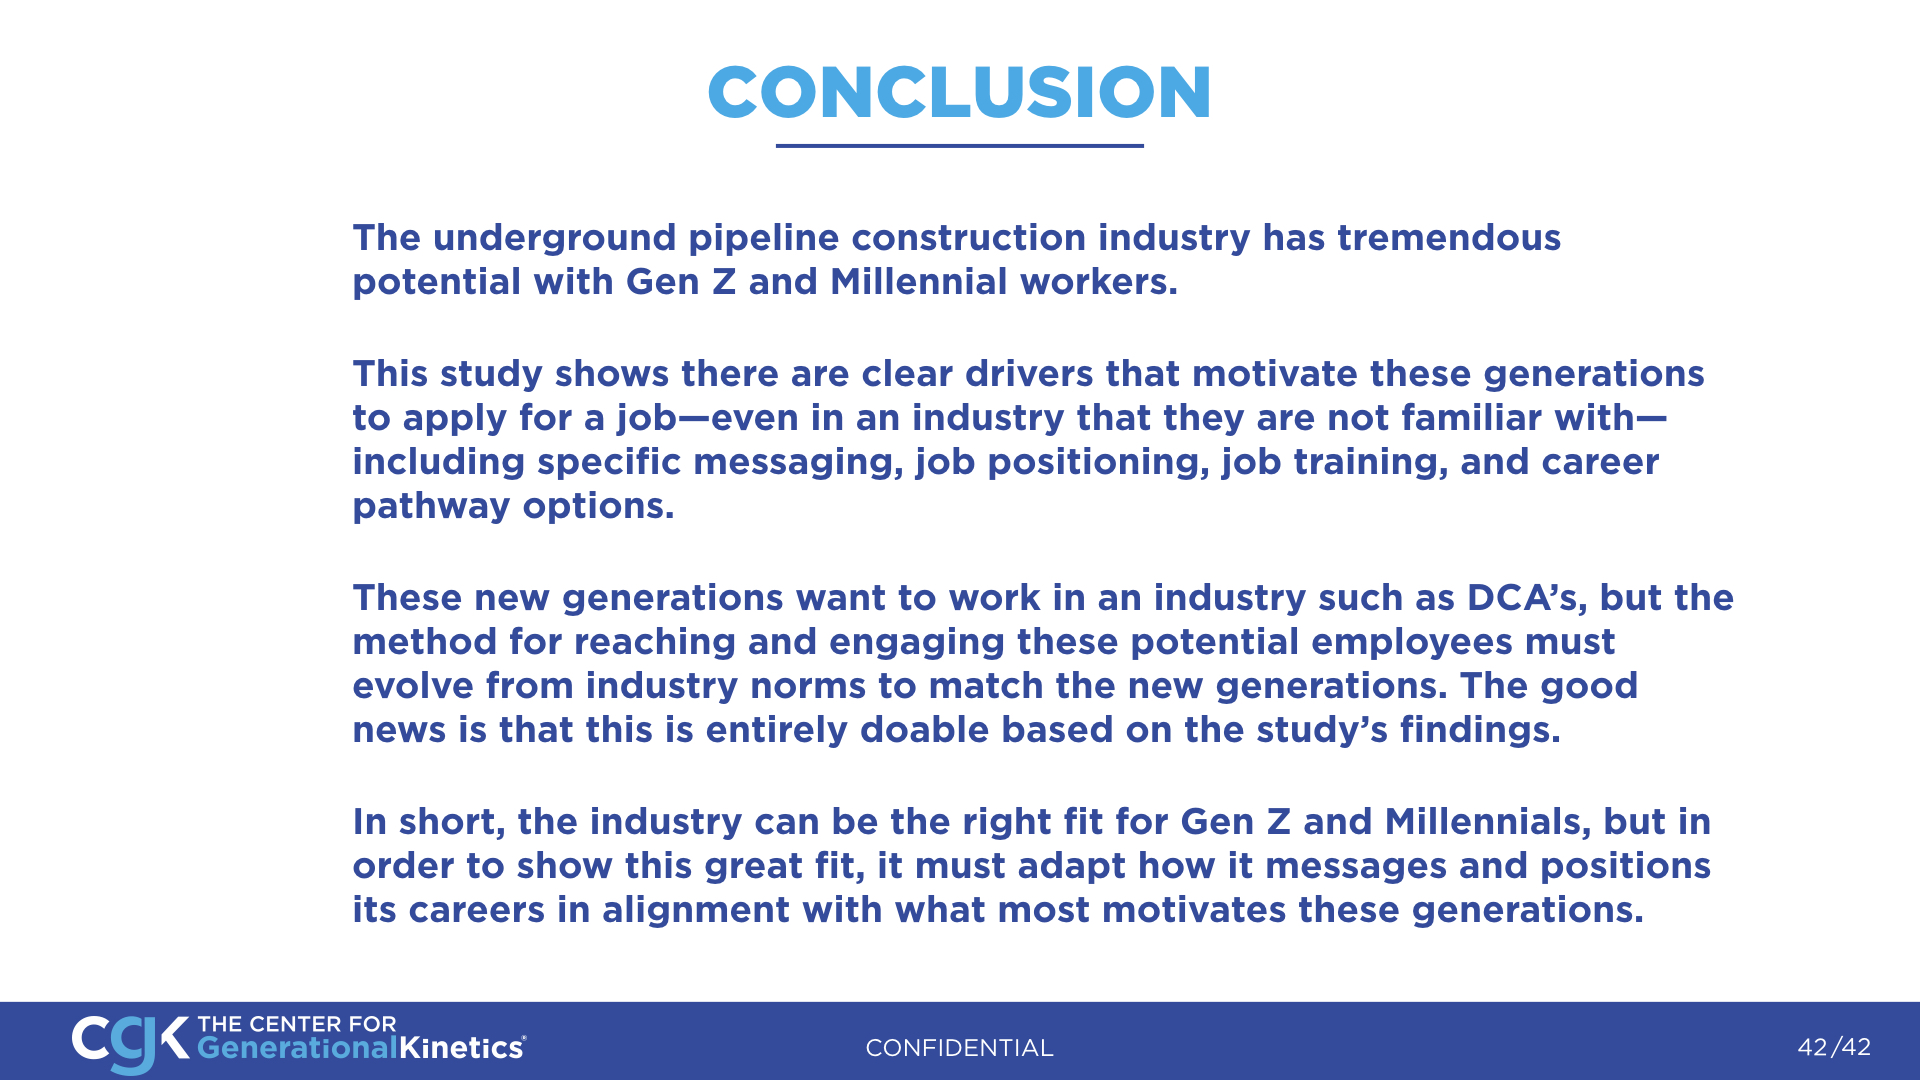 CONCLUSION
The underground pipeline construction industry has tremendous
potential with Gen Z and Millennial workers.
This study shows there are clear drivers that motivate these generations
to apply for a job—even in an industry that they are not familiar with—
including specific messaging, job positioning, job training, and career
pathway options.
These new generations want to work in an industry such as DCA’s, but the
method for reaching and engaging these potential employees must
evolve from industry norms to match the new generations. The good
news is that this is entirely doable based on the study’s findings.
In short, the industry can be the right fit for Gen Z and Millennials, but in
order to show this great fit, it must adapt how it messages and positions
its careers in alignment with what most motivates these generations.
cgk THE CENTER FOR
GenerationalKinetics®
CONFIDENTIAL
42/42